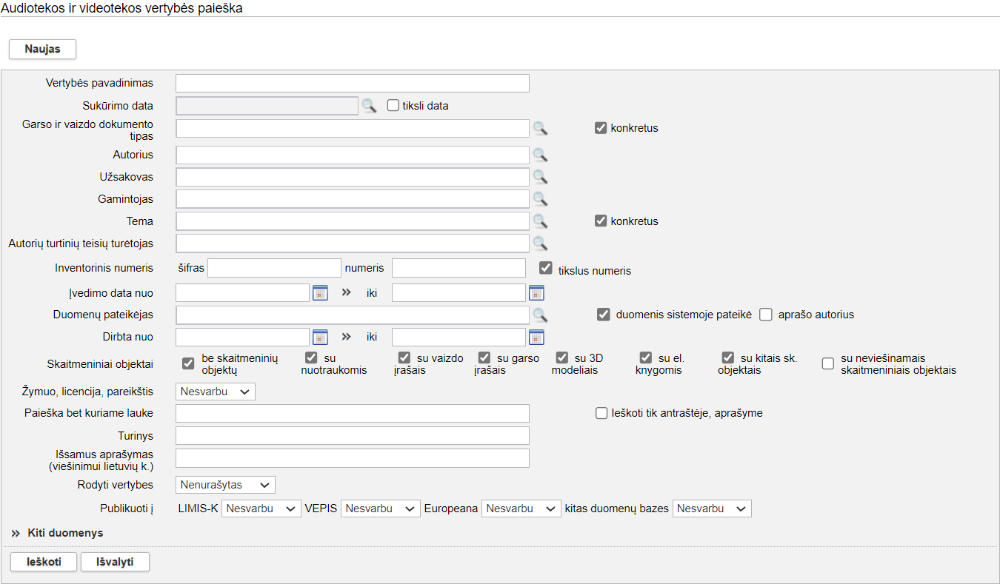 Audiotekos ir videotekos vertybės paieška
Naujas
Vertybės pavadinimas
Sukūrimo data tiksli data
Garso ir vaizdo dokumento
tipas
konkretus
Autorius
Užsakovas
Gamintojas
Tema konkretus
Autorių turtinių teisių turėtojas
Inventorinis numeris šifras numeris tikslus numeris
Įvedimo data nuo » iki
Duomenų pateikėjas duomenis sistemoje pateikė aprašo autorius
Dirbta nuo » iki
Skaitmeniniai objektai
be skaitmeninių
objektų
su
nuotraukomis
su vaizdo
įrašais
su garso
įrašais
su 3D
modeliais
su el.
knygomis
su kitais sk.
objektais
su neviešinamais
skaitmeniniais objektais
Žymuo, licencija, pareikštis Nesvarbu
Paieška bet kuriame lauke Ieškoti tik antraštėje, aprašyme
Turinys
Išsamus aprašymas
(viešinimui lietuvių k.)
Rodyti vertybes Nenurašytas
Publikuoti į LIMIS-K Nesvarbu VEPIS Nesvarbu Europeana Nesvarbu kitas duomenų bazes Nesvarbu
» Kiti duomenys
Ieškoti Išvalyti